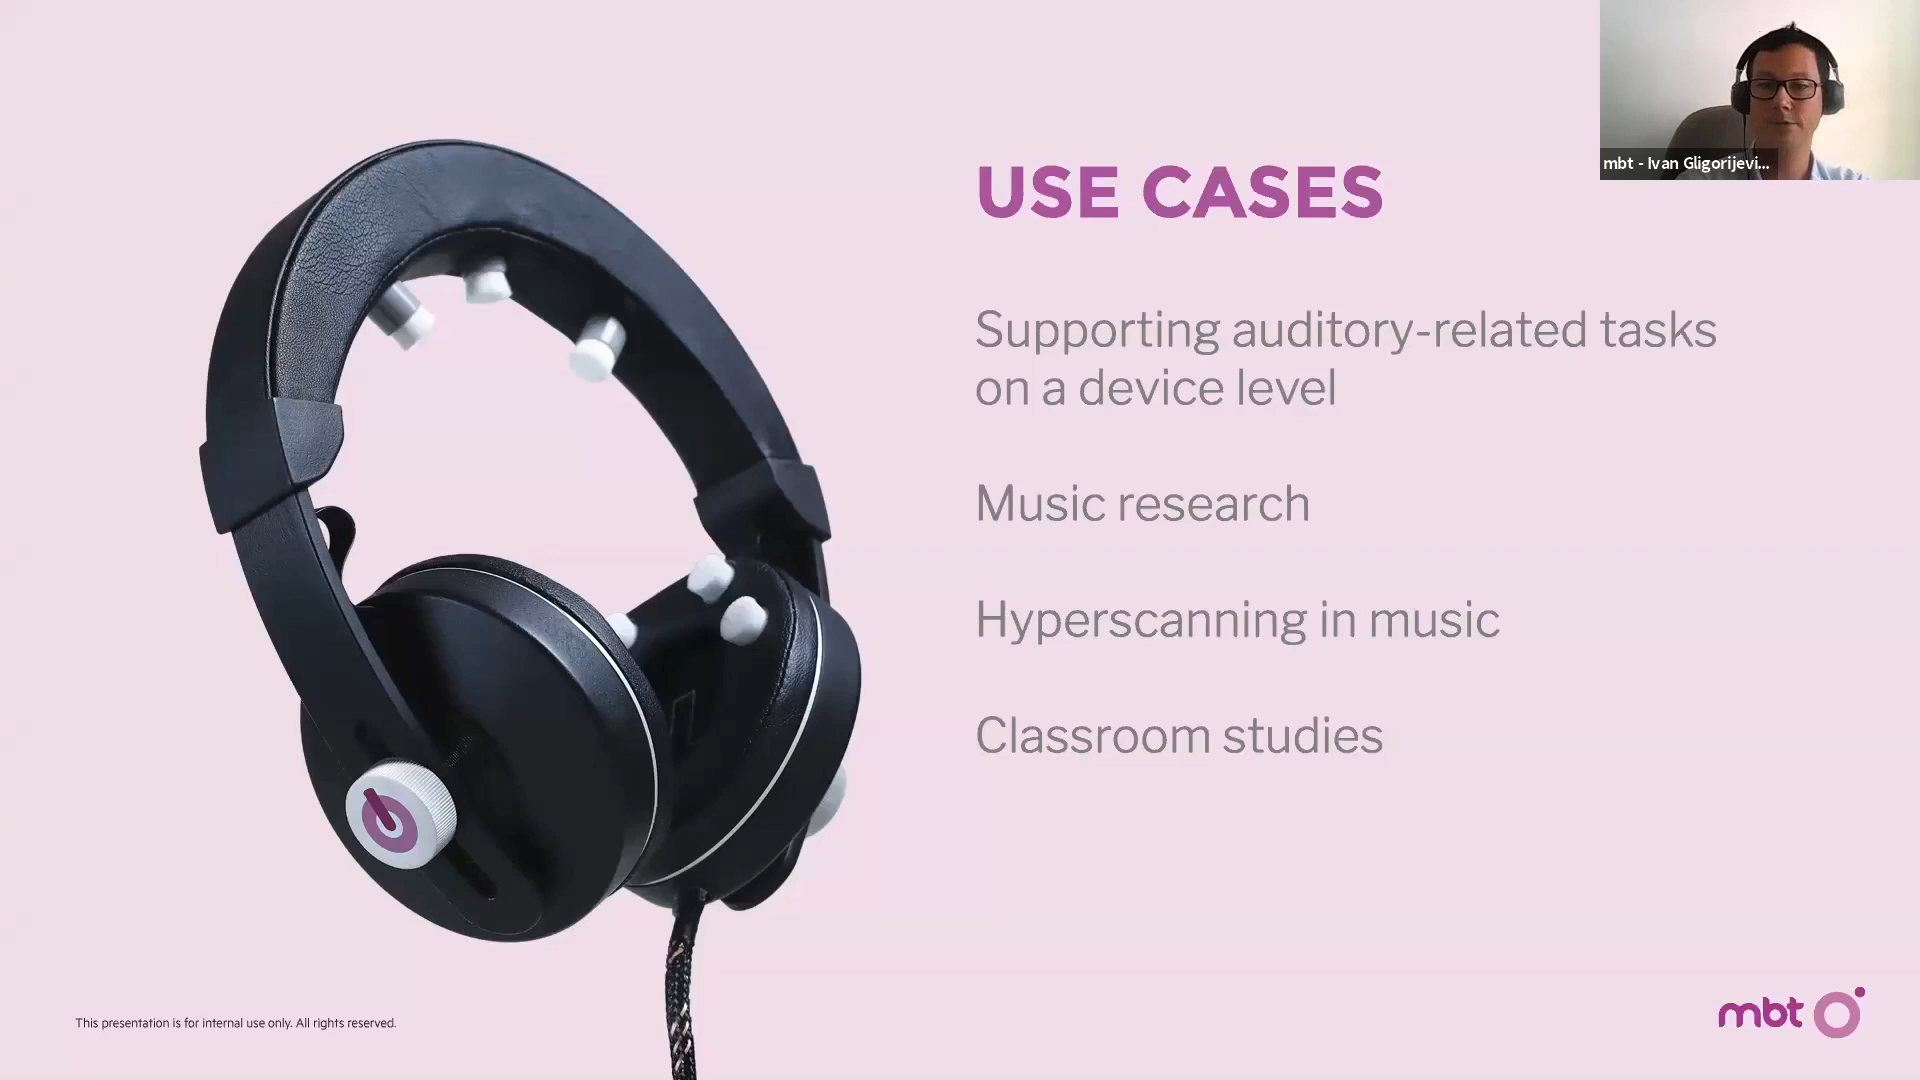 mbt - Ivan Gligorijevi...
USE CASES
Supporting auditory-related tasks
on a device level
Music research
Hyperscanning in music
Classroom studies
This presentation is for internal use only. All rights reserved.
mbt